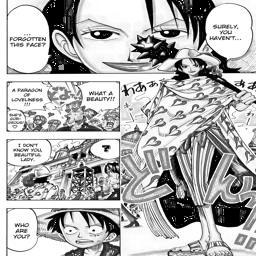 SURELY,
YOU
HAVEN'T...
...
FORGOTTEN
THIS FACE?
WHAT A
BEAUTY!!
A PARAGON
OF
LOVELINESS
!!!
I DON'T
KNOW YOU,
BEAUTIFUL
LADY.
?
WHO
ARE
YOU?